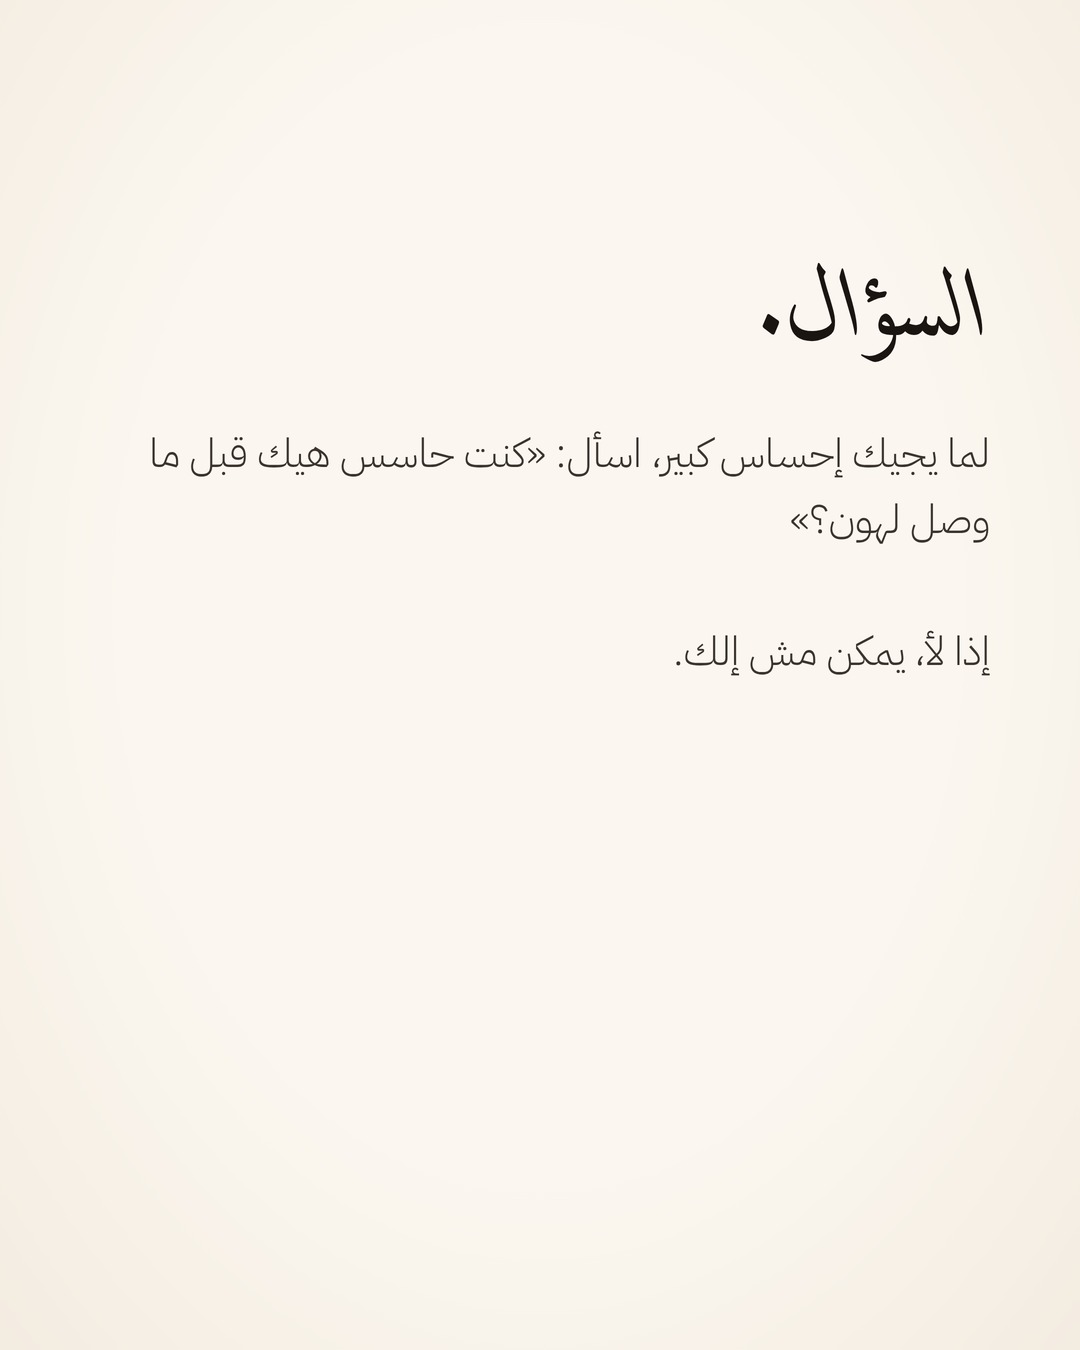 السؤال.
لما يجيك إحساس كبير، اسأل: «كنت حاسس هيك قبل ما
وصل لهون؟»
إذا لأ، يمكن مش إلك.